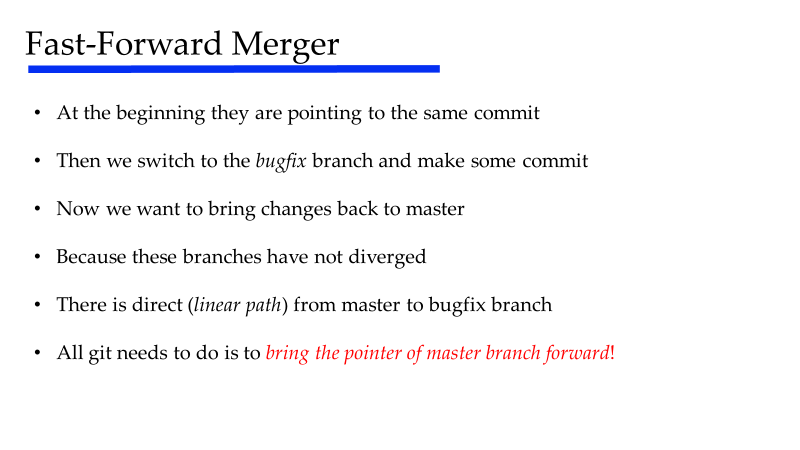 Fast-Forward Merger
• At the beginning they are pointing to the same commit
• Then we switch to the bugfix branch and make some commit
• Now we want to bring changes back to master
• Because these branches have not diverged
• There is direct (linear path) from master to bugfix branch
• All git needs to do is to bring the pointer of master branch forward!